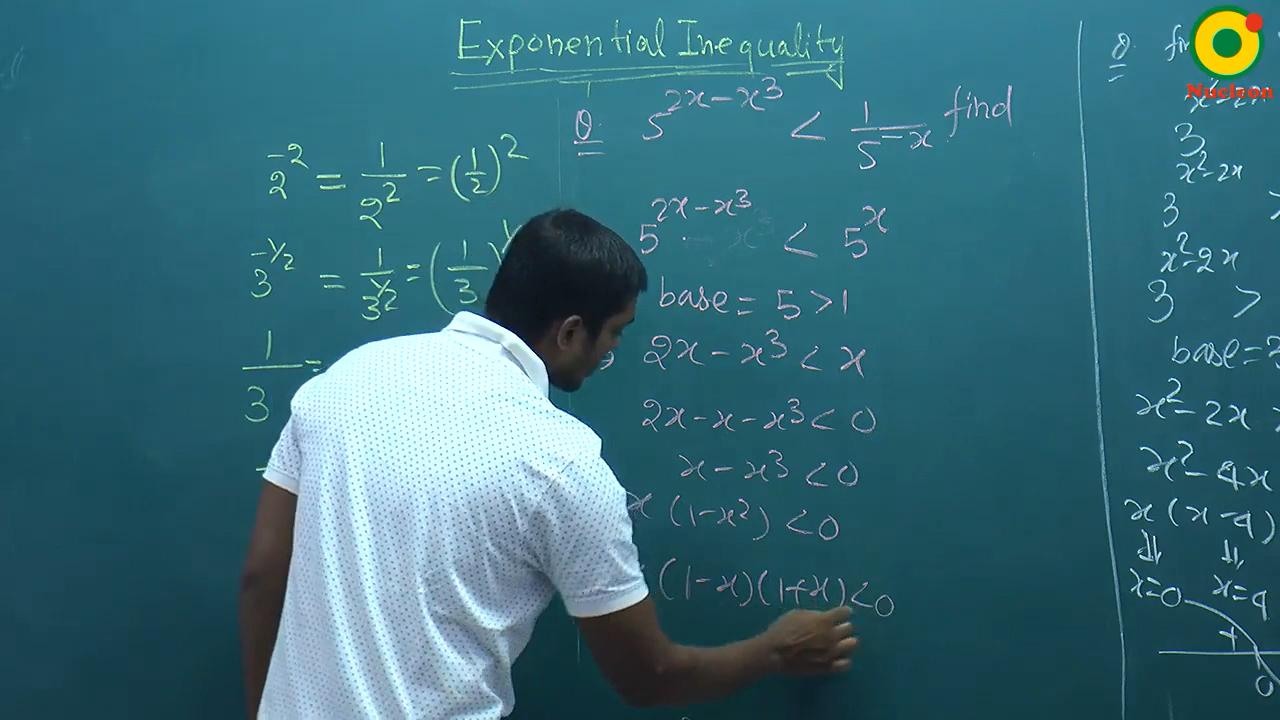 Exponential Inequality
Q. 5^{2x-x^3} < 1/5^{-x} find
5^{2x-x^3} < 5^x
base = 5 > 1
2x - x^3 < x
2x - x - x^3 < 0
x - x^3 < 0
x (1-x^2) < 0
(1-x)(1+x) < 0
2^{-2} = 1/2^2 = (1/2)^2
3^{-1/2} = 1/3^{1/2} = (1/3)
1/3 =
Q.
Nucleon
3^{x^2-2x}
3^{x^2-2x} >
base =
x^2 - 2x
x^2 - 4x
x (x-4)
⇓ ⇓
x=0 x=4
+
0